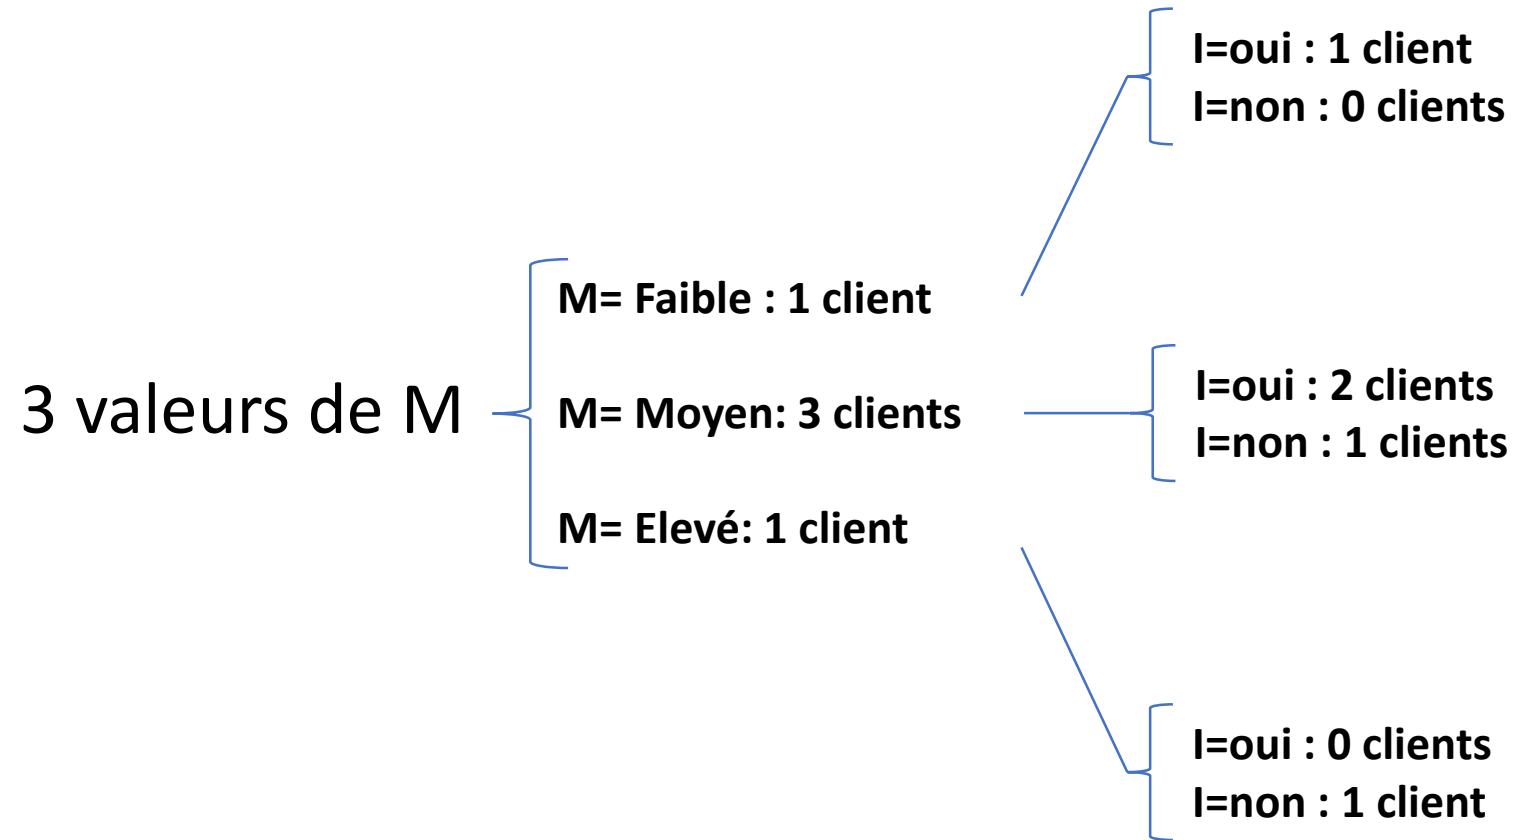 3 valeurs de M
M= Faible : 1 client
M= Moyen: 3 clients
M= Elevé: 1 client
I=oui : 1 client
I=non : 0 clients
I=oui : 2 clients
I=non : 1 clients
I=oui : 0 clients
I=non : 1 client